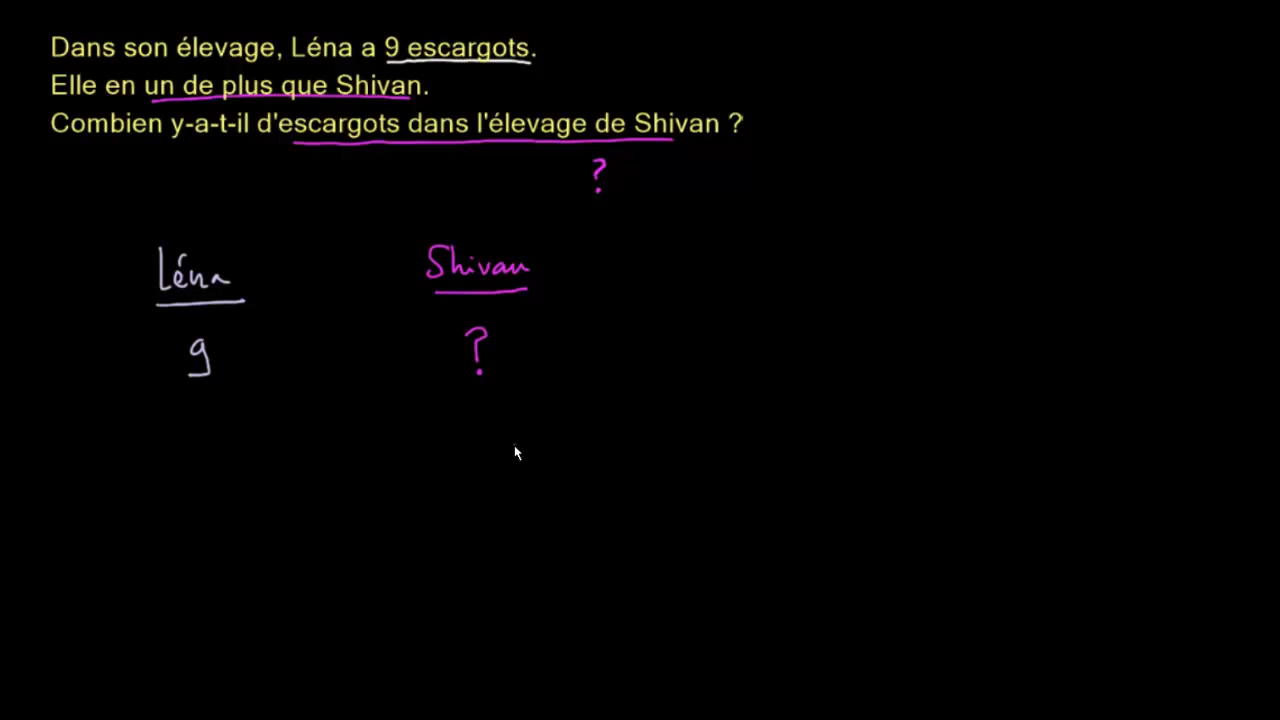 Dans son élevage, Léna a 9 escargots.
Elle en un de plus que Shivan.
Combien y-a-t-il d'escargots dans l'élevage de Shivan ?
?
Léna Shivan
9 ?